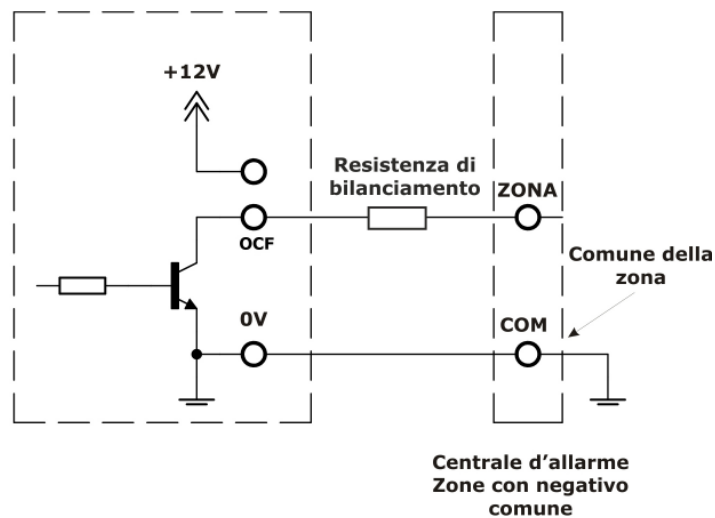 +12V
Resistenza di
bilanciamento
ZONA
OCF
Comune della
zona
0V
COM
Centrale d’allarme
Zone con negativo
comune